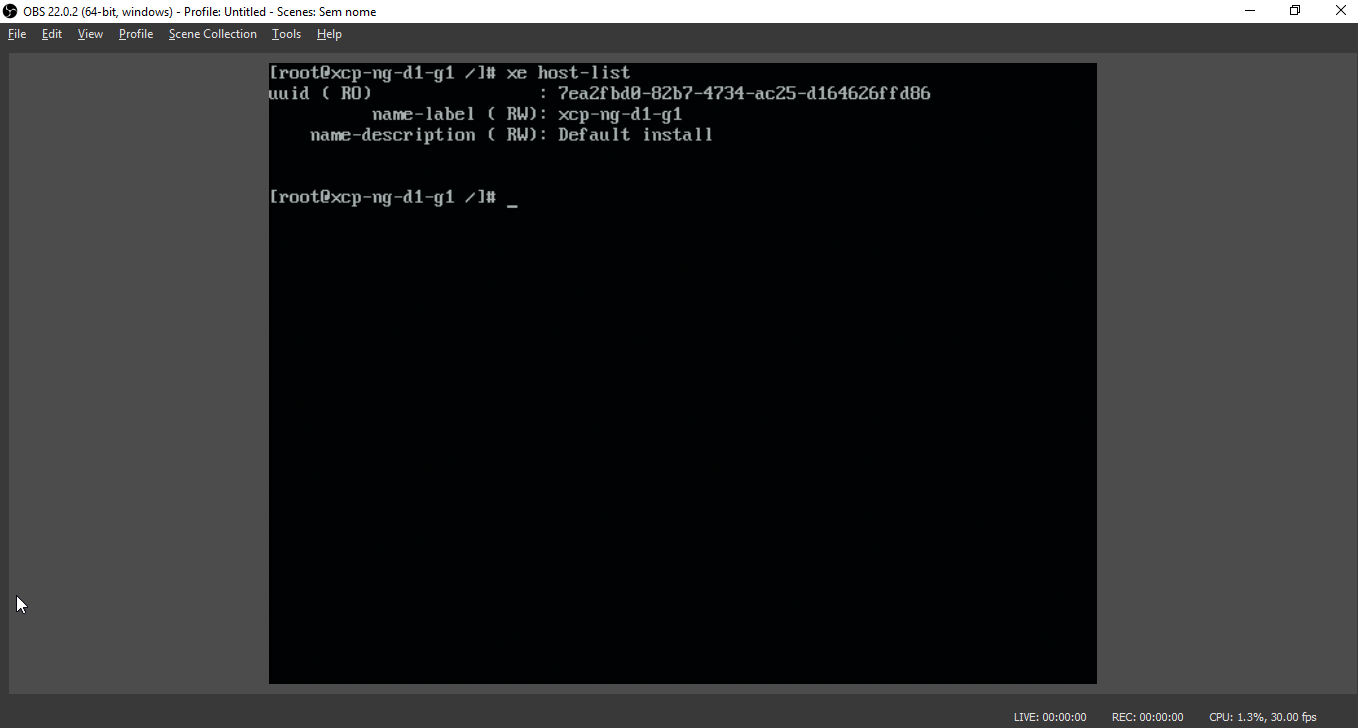 OBS 22.0.2 (64-bit, windows) - Profile: Untitled - Scenes: Sem nome
File Edit View Profile Scene Collection Tools Help
[root@xcp-ng-d1-g1 /]# xe host-list
uuid ( RO)                : 7ea2fbd0-82b7-4734-ac25-d164626ffd86
          name-label ( RW): xcp-ng-d1-g1
    name-description ( RW): Default install
[root@xcp-ng-d1-g1 /]# _
LIVE: 00:00:00 REC: 00:00:00 CPU: 1.3%, 30.00 fps